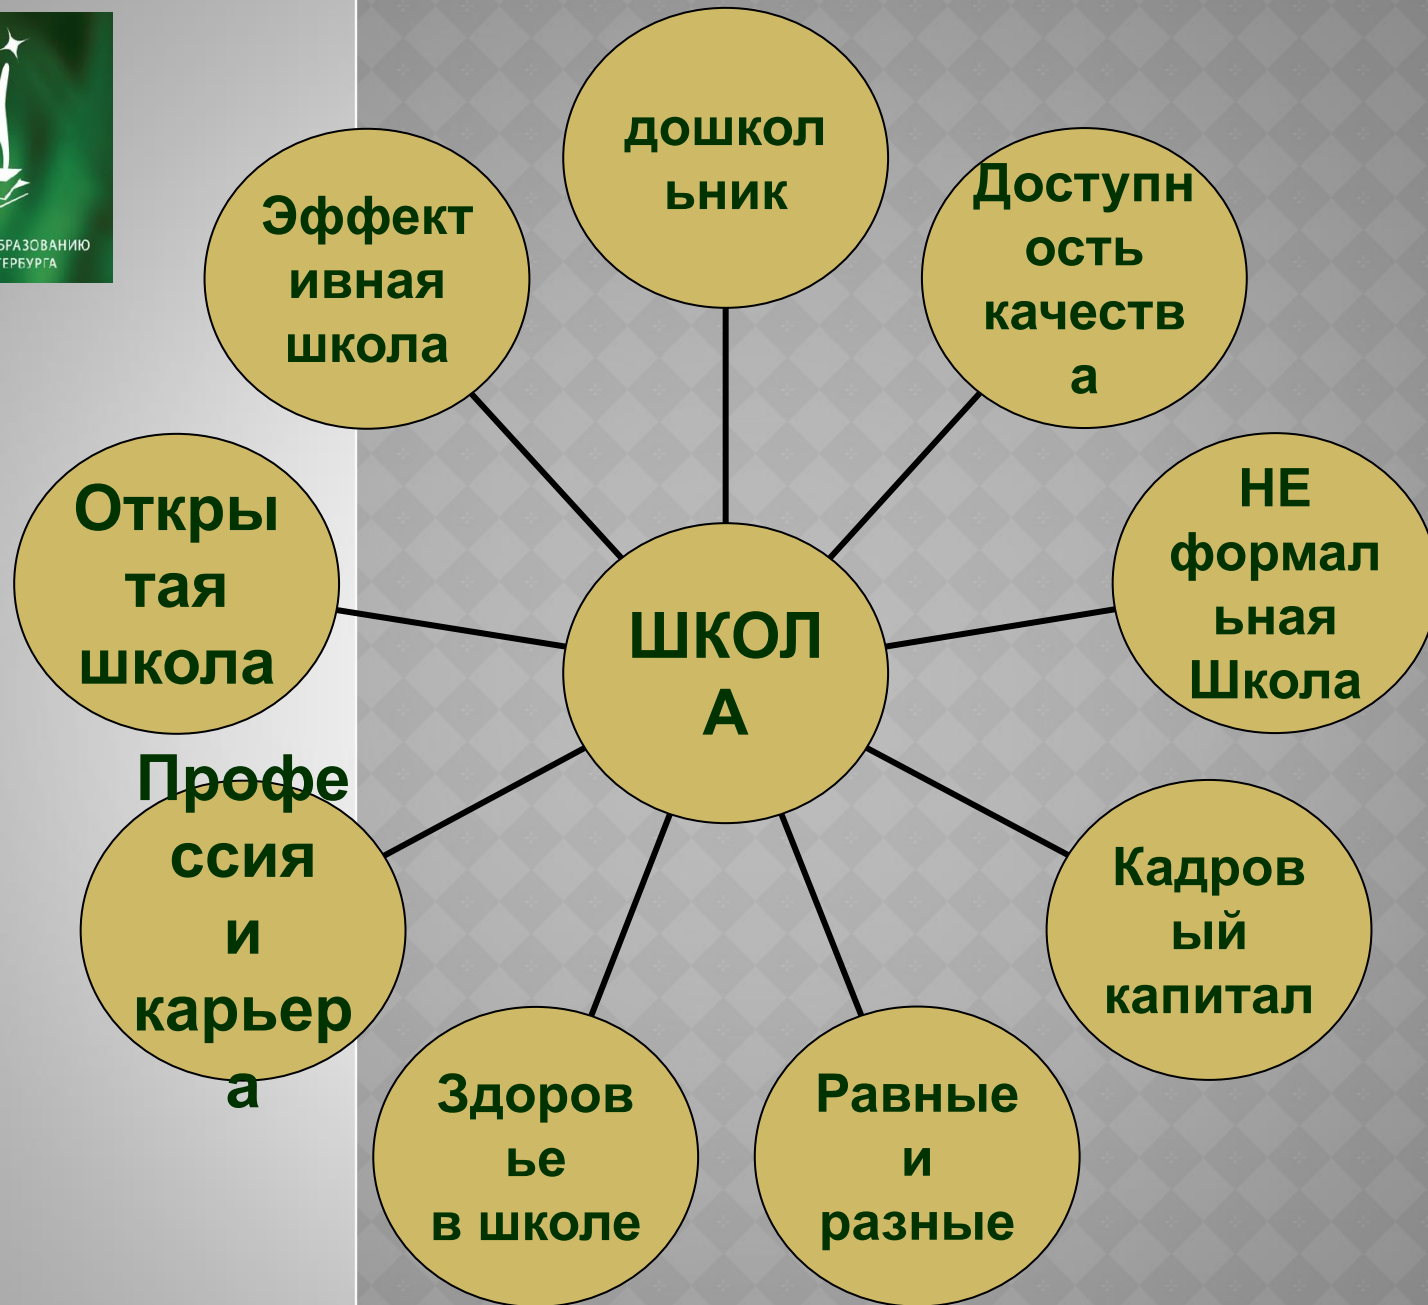 БРАЗОВАНИЮ
ТЕРБУРГА
дошкол
ьник
Доступн
ость
качеств
а
НЕ
формал
ьная
Школа
Кадров
ый
капитал
Равные
и
разные
Здоров
ье
в школе
Профе
ссия
и
карьер
а
Откры
тая
школа
Эффект
ивная
школа
ШКОЛ
А